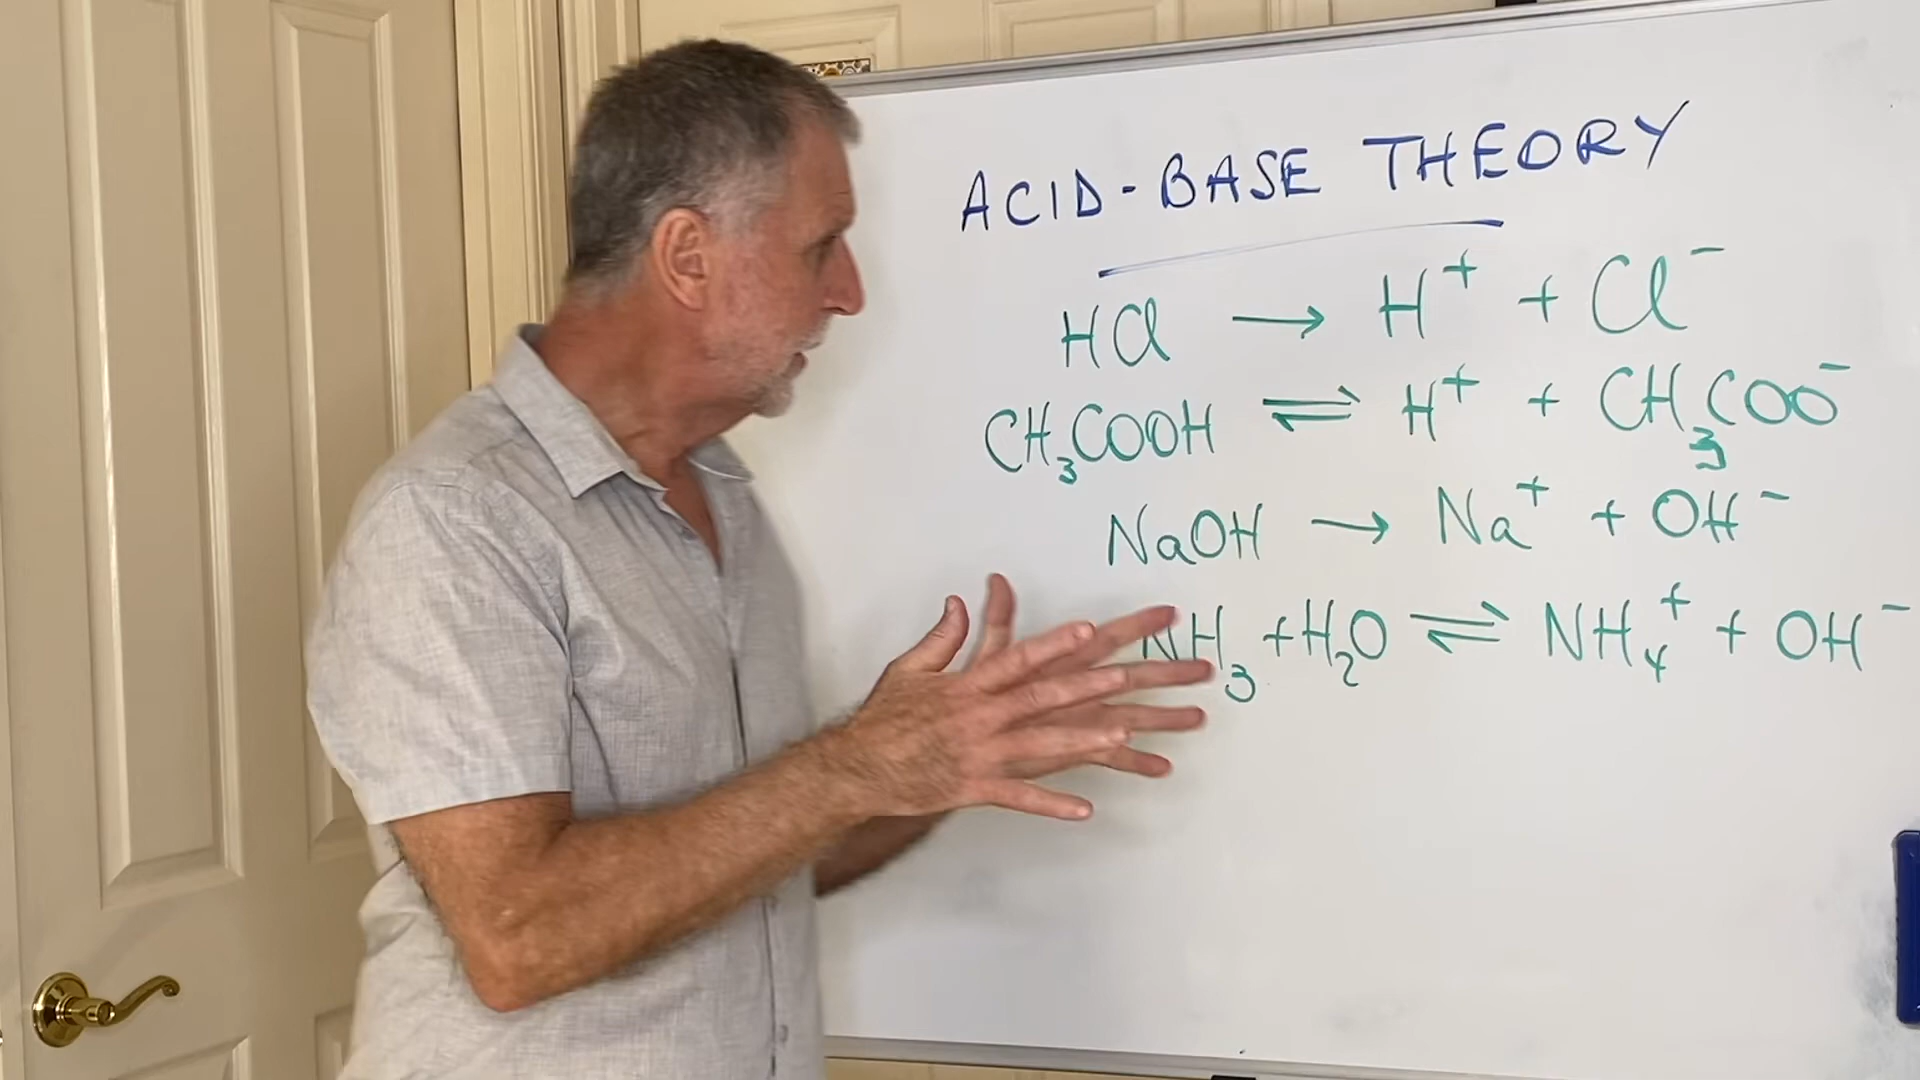 ACID-BASE THEORY
HCl → H⁺ + Cl⁻
CH₃COOH ⇌ H⁺ + CH₃COO⁻
NaOH → Na⁺ + OH⁻
NH₃ + H₂O ⇌ NH₄⁺ + OH⁻